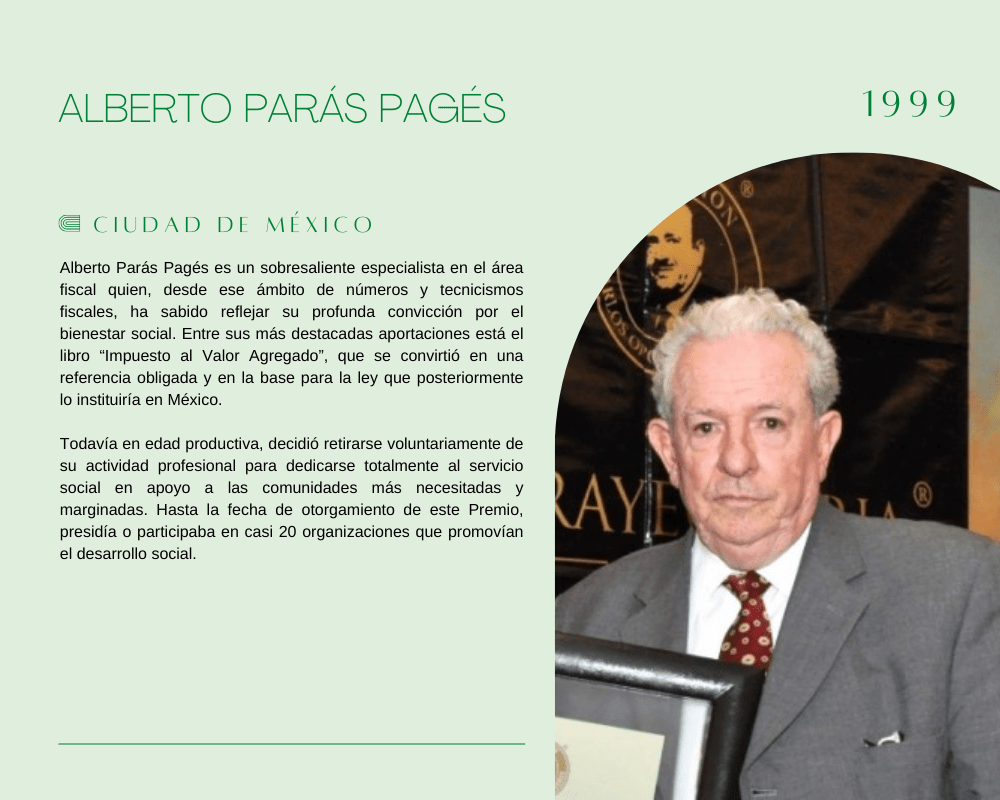 ALBERTO PARÁS PAGÉS
1999
CIUDAD DE MÉXICO
Alberto Parás Pagés es un sobresaliente especialista en el área
fiscal quien, desde ese ámbito de números y tecnicismos
fiscales, ha sabido reflejar su profunda convicción por el
bienestar social. Entre sus más destacadas aportaciones está el
libro “Impuesto al Valor Agregado”, que se convirtió en una
referencia obligada y en la base para la ley que posteriormente
lo instituiría en México.
Todavía en edad productiva, decidió retirarse voluntariamente de
su actividad profesional para dedicarse totalmente al servicio
social en apoyo a las comunidades más necesitadas y
marginadas. Hasta la fecha de otorgamiento de este Premio,
presidía o participaba en casi 20 organizaciones que promovían
el desarrollo social.
®
®